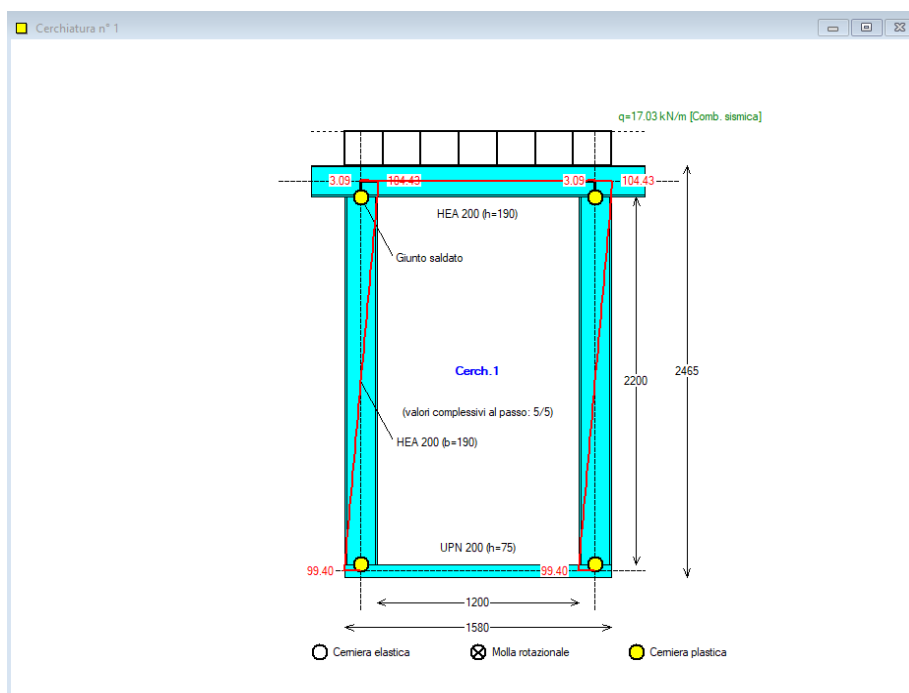 Cerchiatura n° 1
q=17.03 kN/m [Comb. sismica]
3.09 104.43 3.09 104.43
HEA 200 (h=190)
Giunto saldato
Cerch.1
2200
2465
(valori complessivi al passo: 5/5)
HEA 200 (b=190)
UPN 200 (h=75)
99.40 99.40
1200
1580
Cerniera elastica Molla rotazionale Cerniera plastica